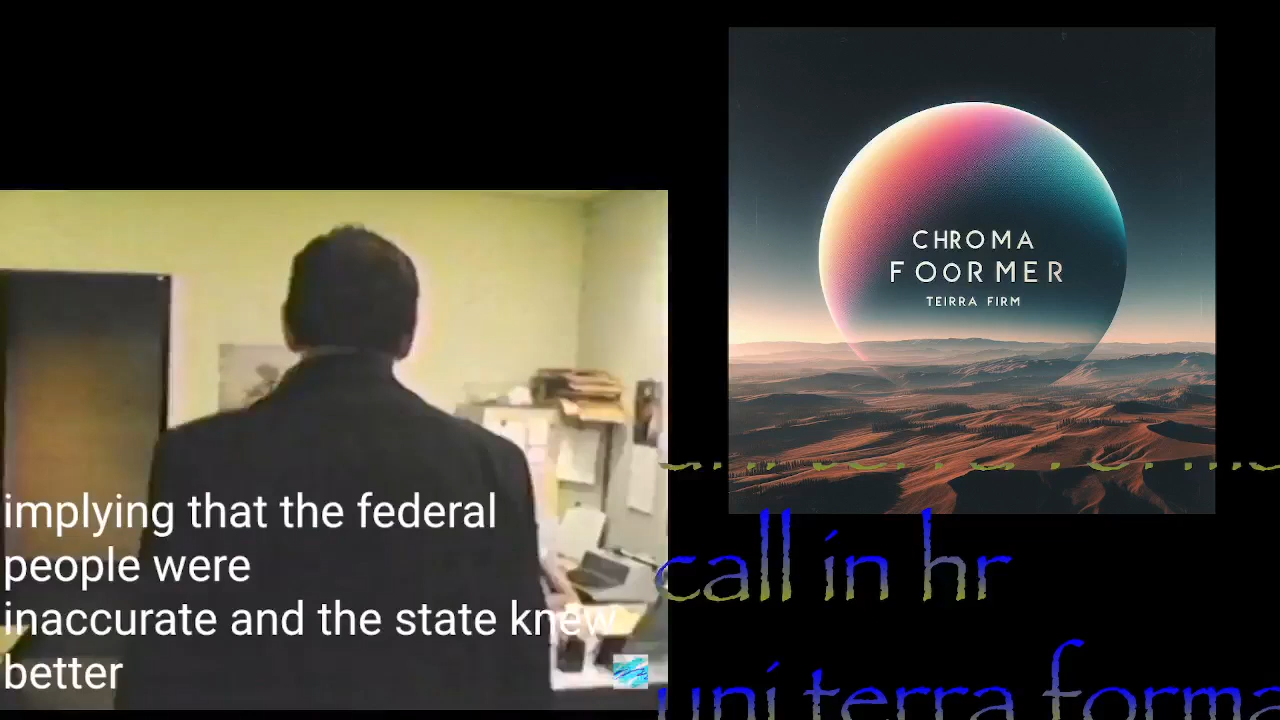 CHROMA
FOORMER
TEIRRA FIRM
implying that the federal
people were
inaccurate and the state knew
better
call in hr
uni terra forma